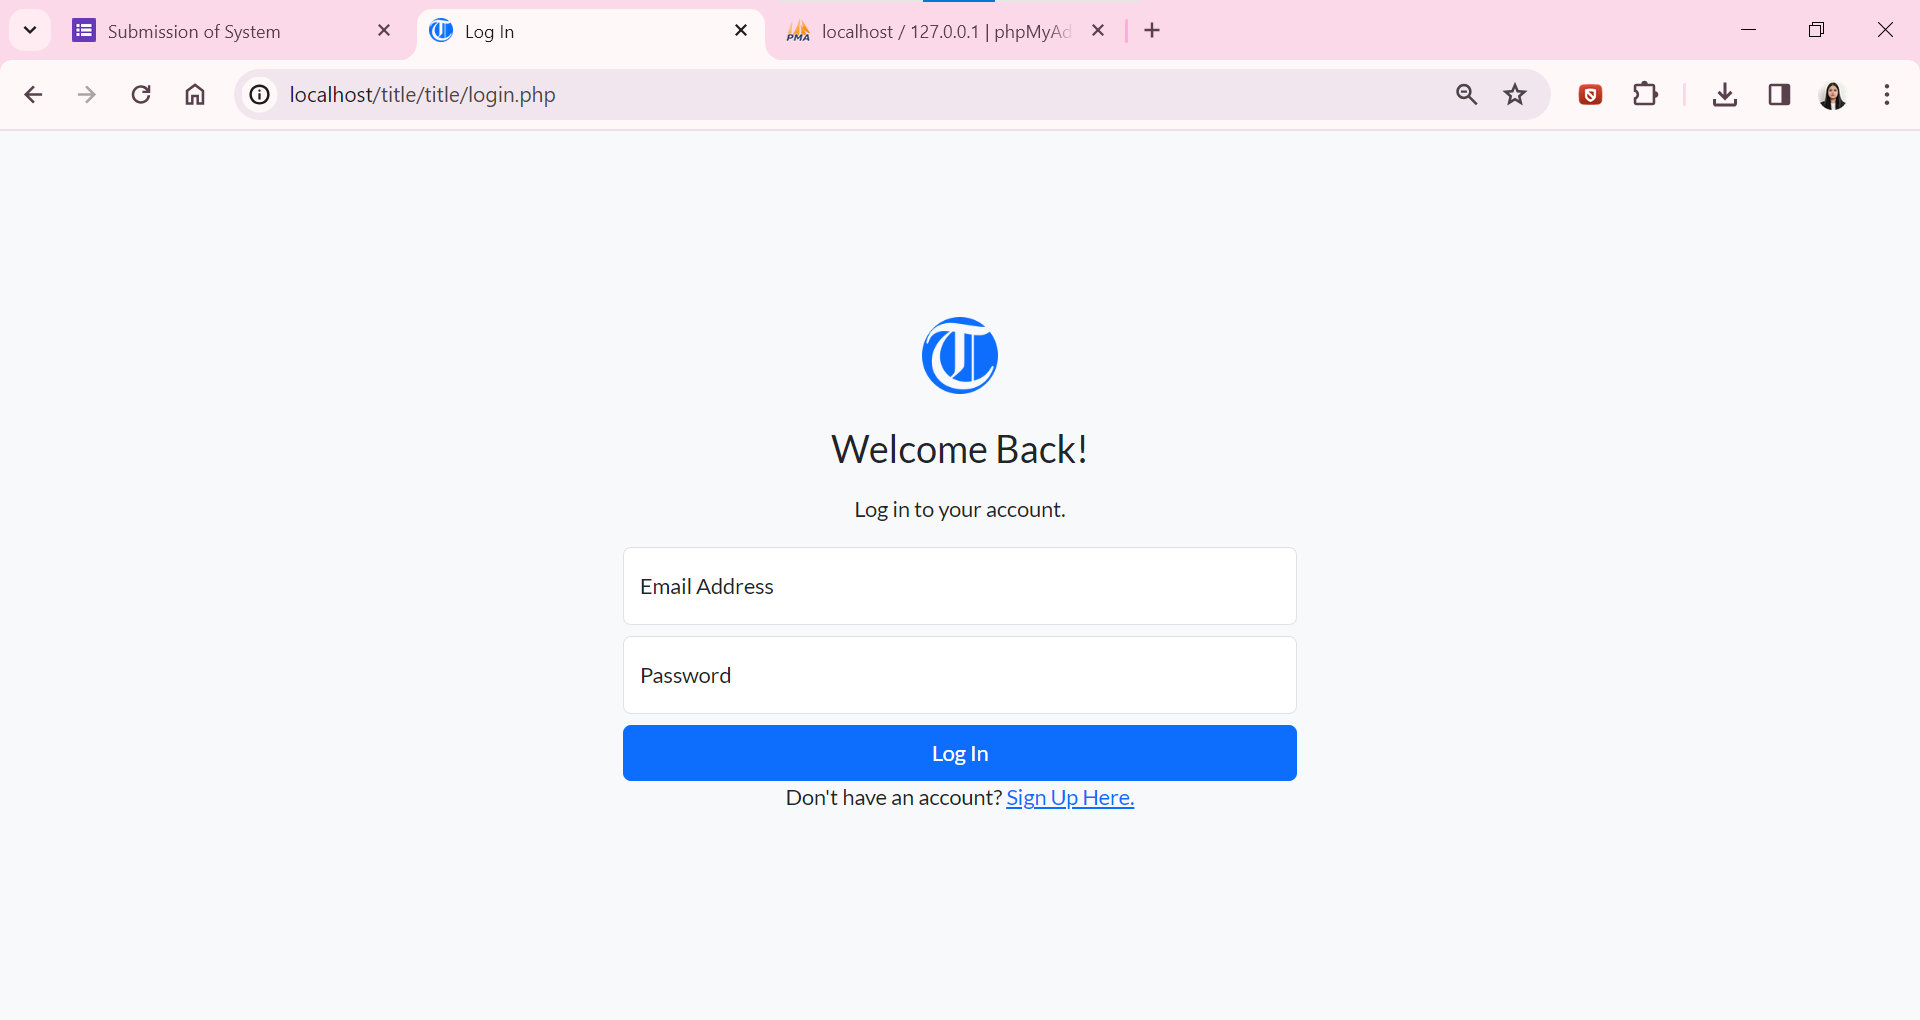 Submission of System
Log In
PMA
localhost / 127.0.0.1 | phpMyAd
localhost/title/title/login.php
T
Welcome Back!
Log in to your account.
Email Address
Password
Log In
Don't have an account? Sign Up Here.